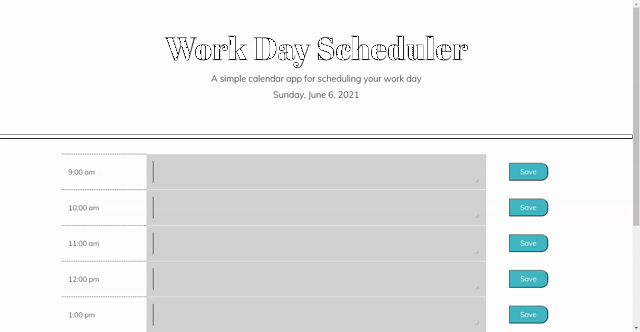 Work Day Scheduler
A simple calendar app for scheduling your work day
Sunday, June 6, 2021
9:00 am Save
10:00 am Save
11:00 am Save
12:00 pm Save
1:00 pm Save